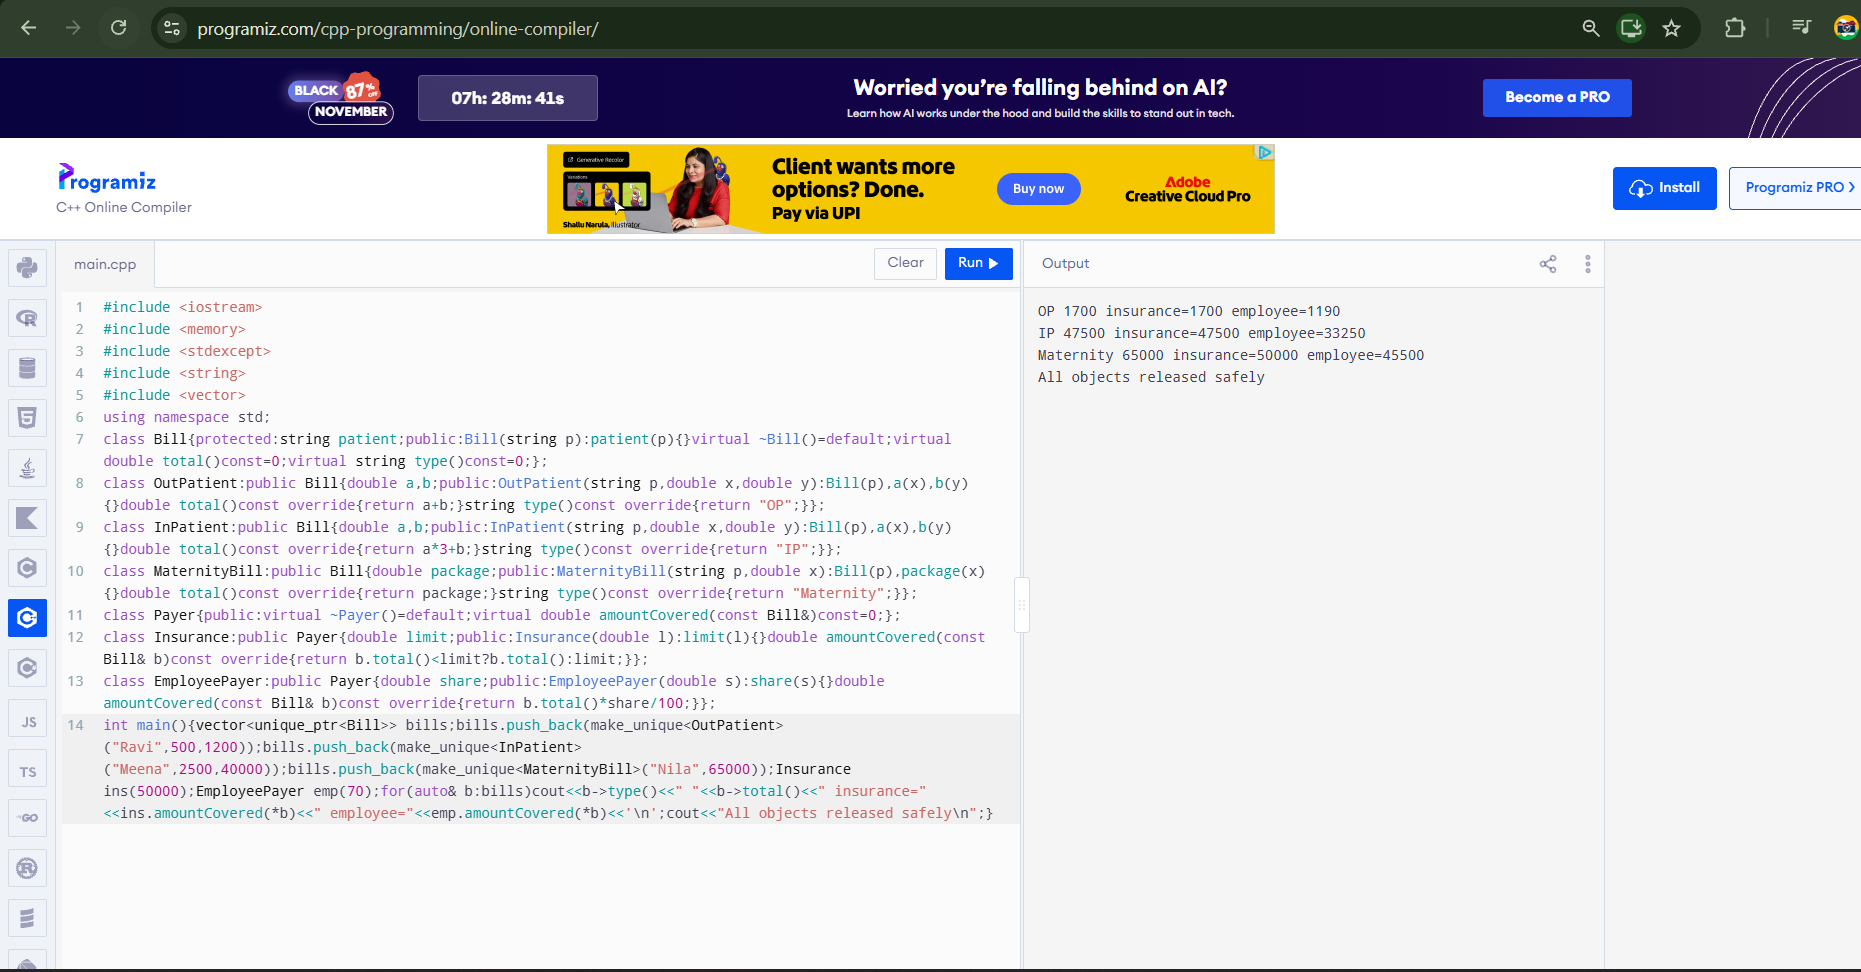 programiz.com/cpp-programming/online-compiler/
BLACK 87% OFF
NOVEMBER
07h: 28m: 41s
Worried you’re falling behind on AI?
Learn how AI works under the hood and build the skills to stand out in tech.
Become a PRO
Programiz
C++ Online Compiler
Generative Recolor
Variations
Shallu Narula, Illustrator
Client wants more
options? Done.
Pay via UPI
Buy now
Adobe
Creative Cloud Pro
Install
Programiz PRO
main.cpp
Clear
Run
Output
1 #include <iostream>
2 #include <memory>
3 #include <stdexcept>
4 #include <string>
5 #include <vector>
6 using namespace std;
7 class Bill{protected:string patient;public:Bill(string p):patient(p){}virtual ~Bill()=default;virtual
double total()const=0;virtual string type()const=0;};
8 class OutPatient:public Bill{double a,b;public:OutPatient(string p,double x,double y):Bill(p),a(x),b(y)
{}double total()const override{return a+b;}string type()const override{return "OP";}};
9 class InPatient:public Bill{double a,b;public:InPatient(string p,double x,double y):Bill(p),a(x),b(y)
{}double total()const override{return a*3+b;}string type()const override{return "IP";}};
10 class MaternityBill:public Bill{double package;public:MaternityBill(string p,double x):Bill(p),package(x)
{}double total()const override{return package;}string type()const override{return "Maternity";}};
11 class Payer{public:virtual ~Payer()=default;virtual double amountCovered(const Bill&)const=0;};
12 class Insurance:public Payer{double limit;public:Insurance(double l):limit(l){}double amountCovered(const
Bill& b)const override{return b.total()<limit?b.total():limit;}};
13 class EmployeePayer:public Payer{double share;public:EmployeePayer(double s):share(s){}double
amountCovered(const Bill& b)const override{return b.total()*share/100;}};
14 int main(){vector<unique_ptr<Bill>> bills;bills.push_back(make_unique<OutPatient>
("Ravi",500,1200));bills.push_back(make_unique<InPatient>
("Meena",2500,40000));bills.push_back(make_unique<MaternityBill>("Nila",65000));Insurance
ins(50000);EmployeePayer emp(70);for(auto& b:bills)cout<<b->type()<<" "<<b->total()<<" insurance="
<<ins.amountCovered(*b)<<" employee="<<emp.amountCovered(*b)<<'\n';cout<<"All objects released safely\n";}
OP 1700 insurance=1700 employee=1190
IP 47500 insurance=47500 employee=33250
Maternity 65000 insurance=50000 employee=45500
All objects released safely
R
5
C
C
C
JS
TS
GO